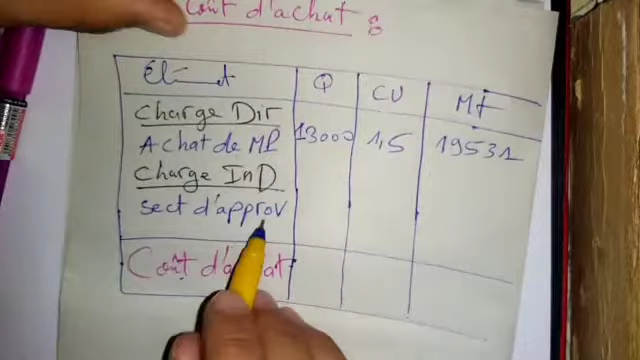 Coût d'achat :
Elément Q CU MT
Charge Dir
Achat de MP 13000 1,5 19531
Charge InD
sect d'approv
Coût d'achat